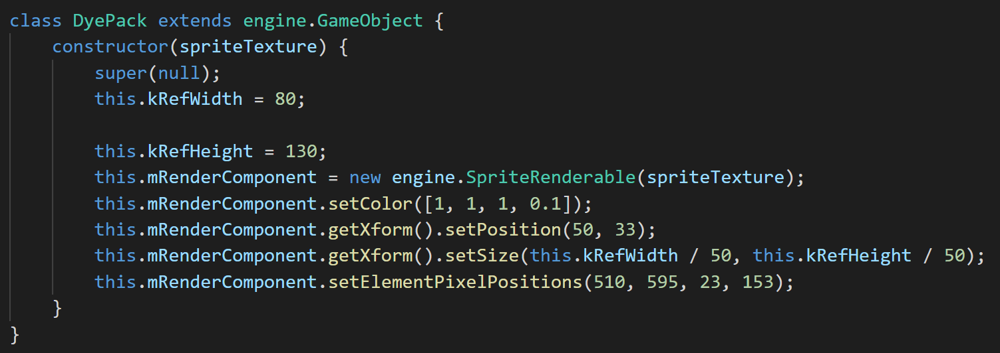 class DyePack extends engine.GameObject {
    constructor(spriteTexture) {
        super(null);
        this.kRefWidth = 80;

        this.kRefHeight = 130;
        this.mRenderComponent = new engine.SpriteRenderable(spriteTexture);
        this.mRenderComponent.setColor([1, 1, 1, 0.1]);
        this.mRenderComponent.getXform().setPosition(50, 33);
        this.mRenderComponent.getXform().setSize(this.kRefWidth / 50, this.kRefHeight / 50);
        this.mRenderComponent.setElementPixelPositions(510, 595, 23, 153);
    }
}